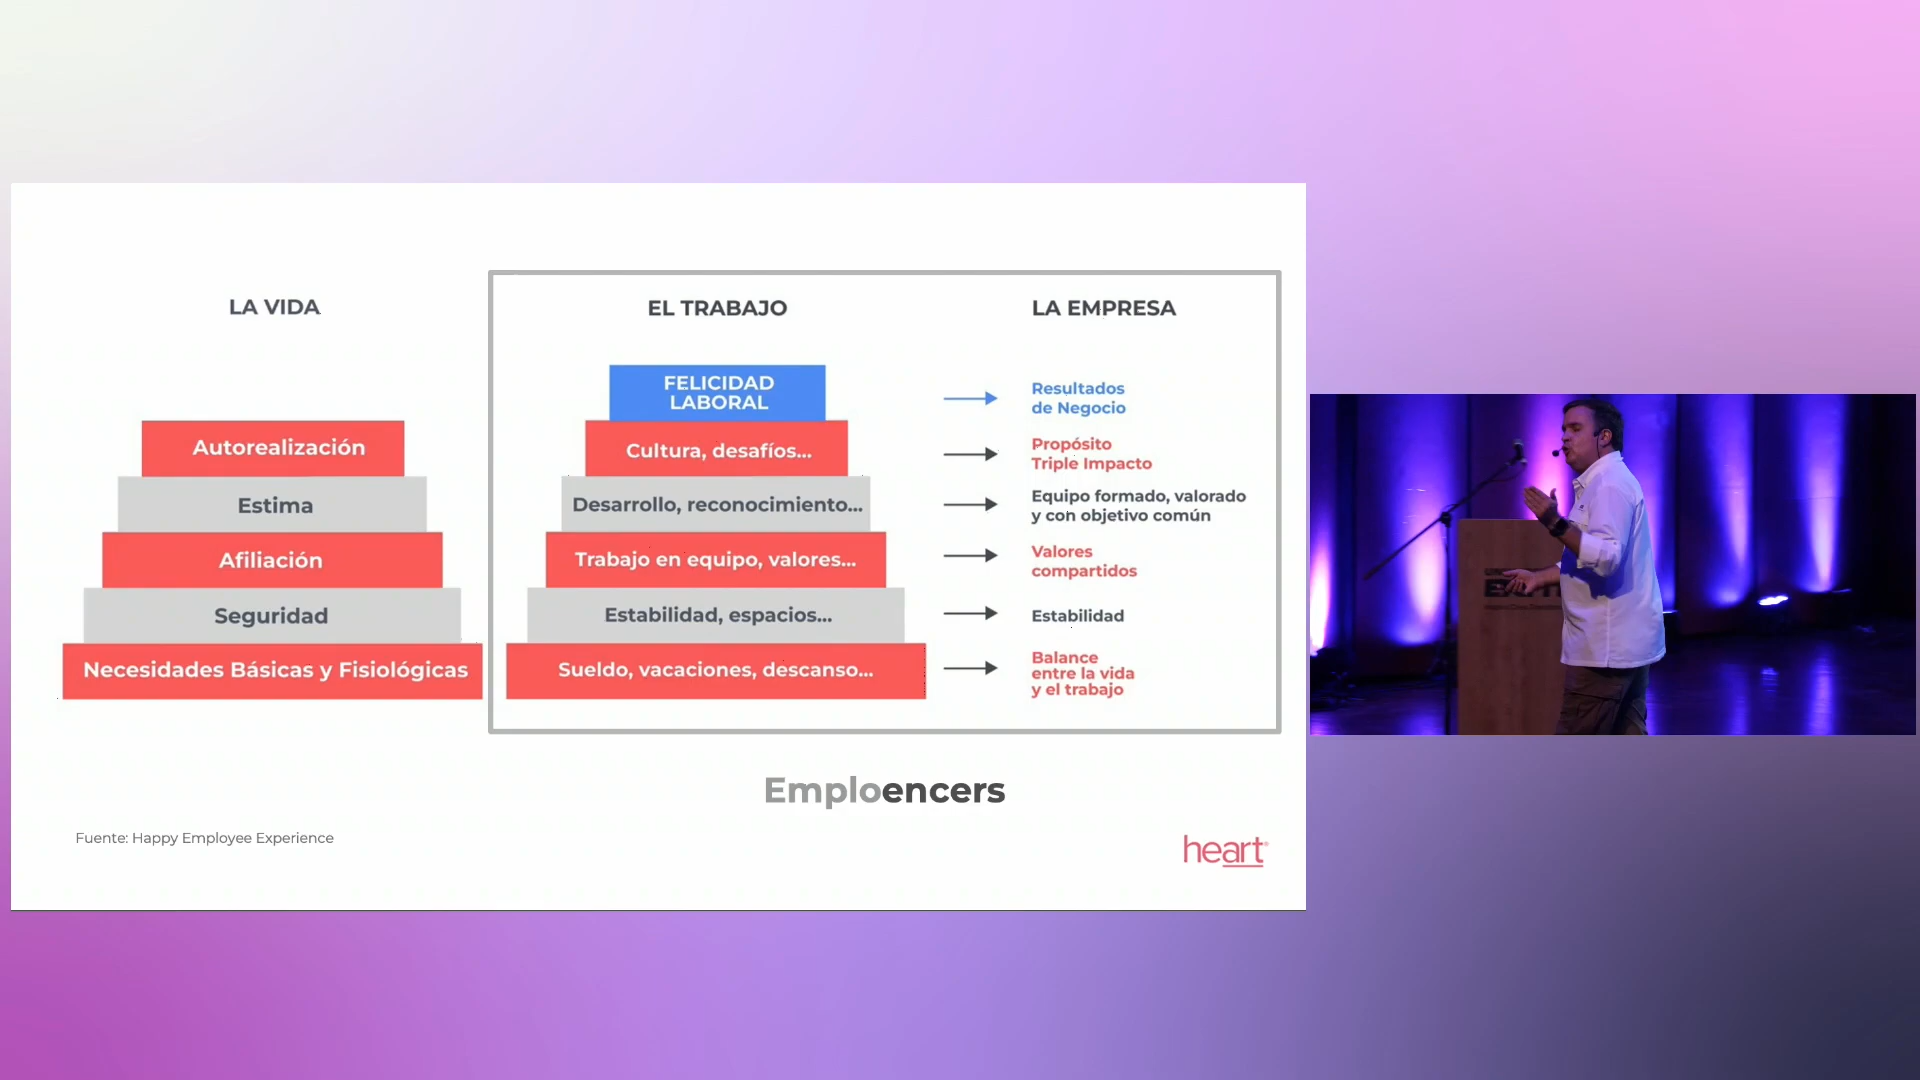 LA VIDA
Autorealización
Estima
Afiliación
Seguridad
Necesidades Básicas y Fisiológicas
EL TRABAJO
FELICIDAD
LABORAL
Cultura, desafíos...
Desarrollo, reconocimiento...
Trabajo en equipo, valores...
Estabilidad, espacios...
Sueldo, vacaciones, descanso...
LA EMPRESA
Resultados
de Negocio
Propósito
Triple Impacto
Equipo formado, valorado
y con objetivo común
Valores
compartidos
Estabilidad
Balance
entre la vida
y el trabajo
Emploencers
Fuente: Happy Employee Experience
heart